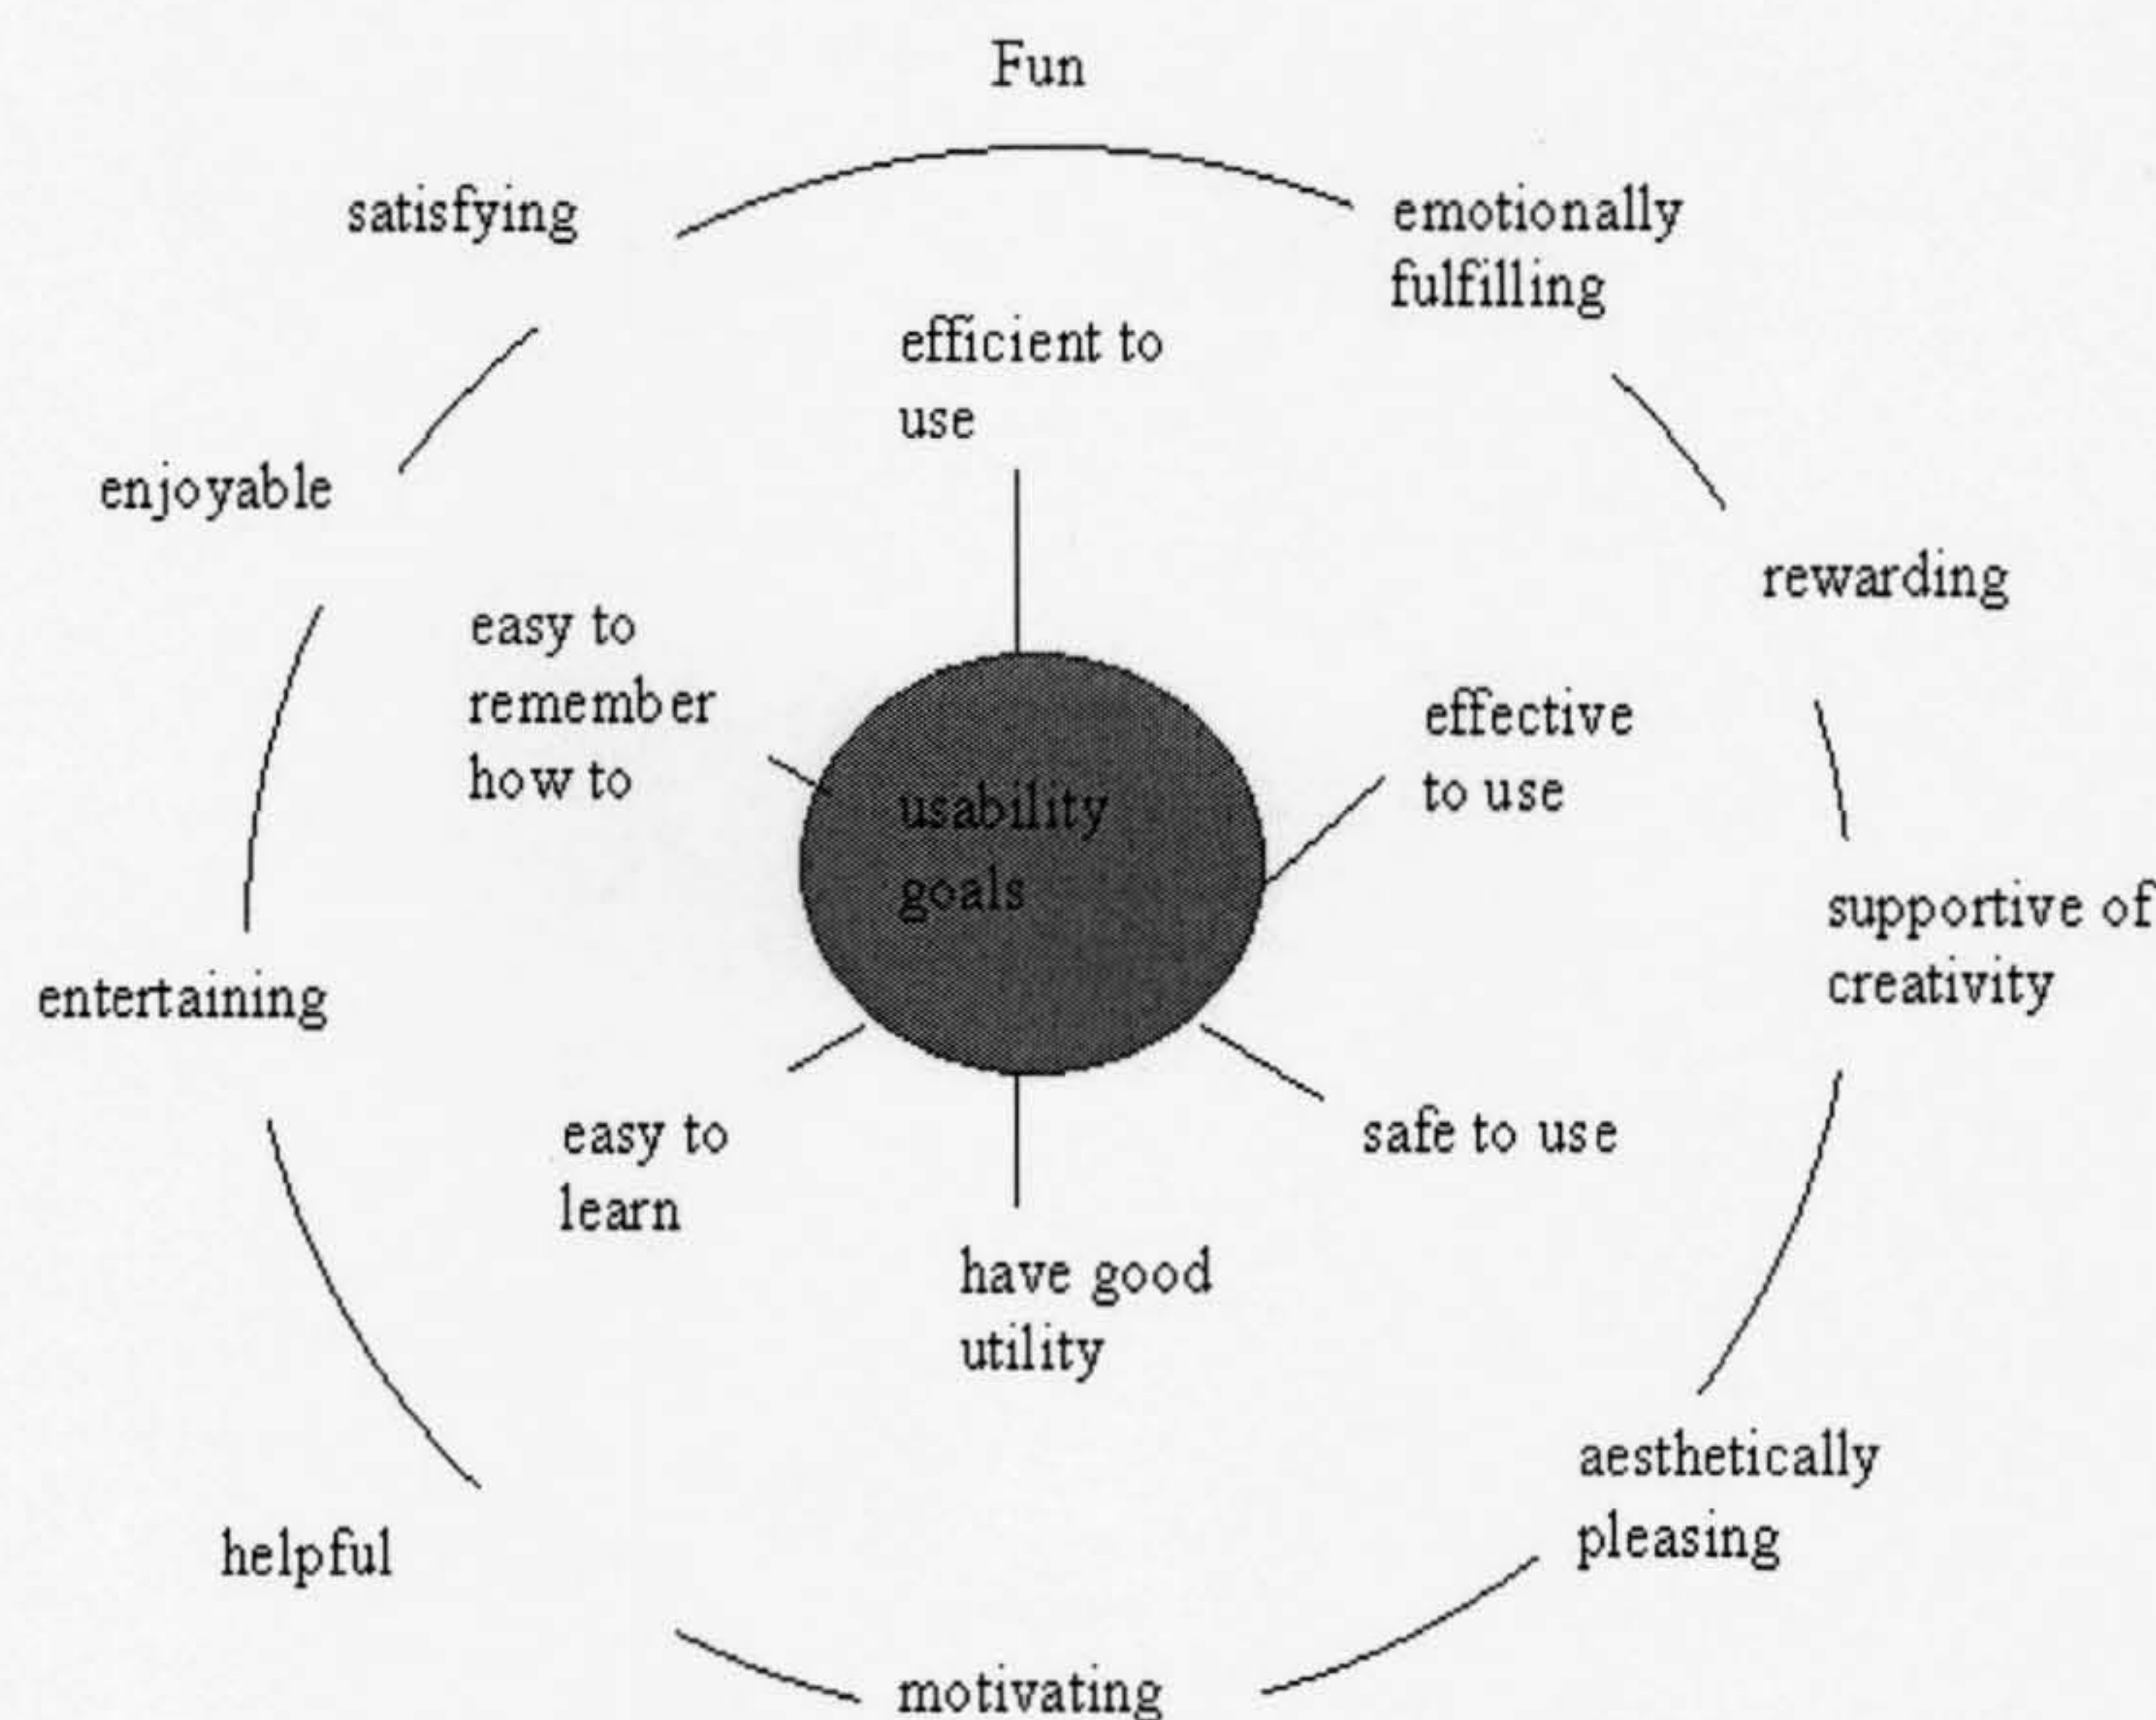 Fun
satisfying
emotionally
fulfilling
efficient to
use
enjoyable
rewarding
easy to
remember
how to
effective
to use
usability
goals
supportive of
creativity
entertaining
easy to
learn
safe to use
have good
utility
aesthetically
pleasing
helpful
motivating